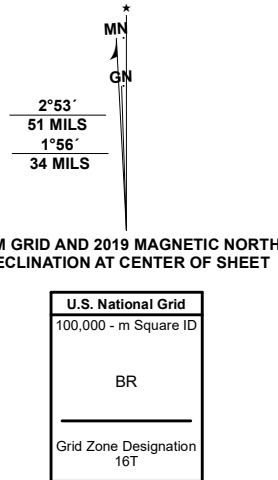 MN
GN
2°53´
51 MILS
1°56´
34 MILS
M GRID AND 2019 MAGNETIC NORTH
ECLINATION AT CENTER OF SHEET
U.S. National Grid
100,000 - m Square ID
BR
Grid Zone Designation
16T